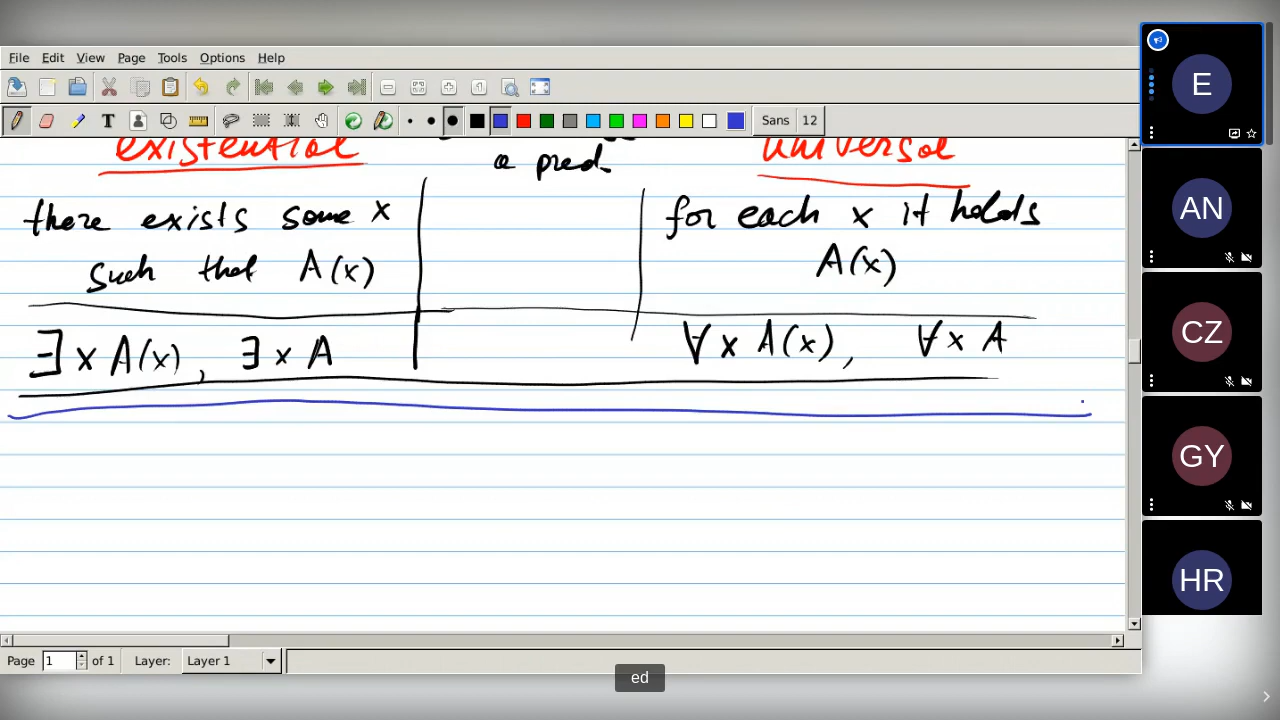 File Edit View Page Tools Options Help
Sans 12
existential universal
a pred.
there exists some x
such that A(x)
for each x it holds
A(x)
∃ x A(x), ∃ x A
∀ x A(x), ∀ x A
Page 1 of 1 Layer: Layer 1
ed
E
AN
CZ
GY
HR